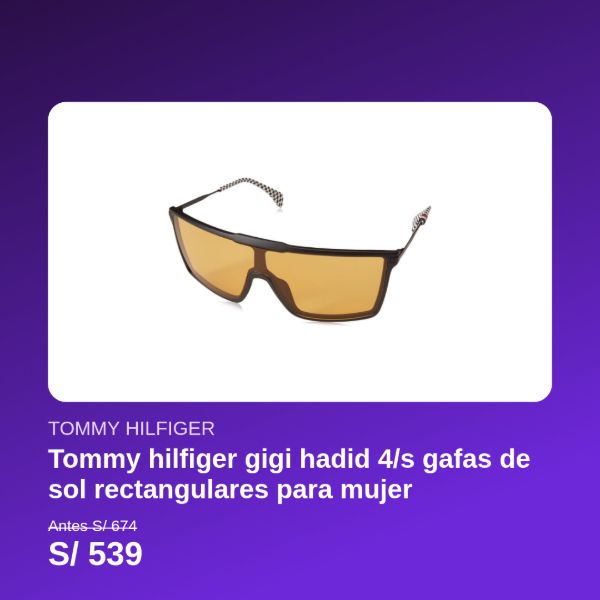 TOMMY HILFIGER
Tommy hilfiger gigi hadid 4/s gafas de
sol rectangulares para mujer
Antes S/ 674
S/ 539